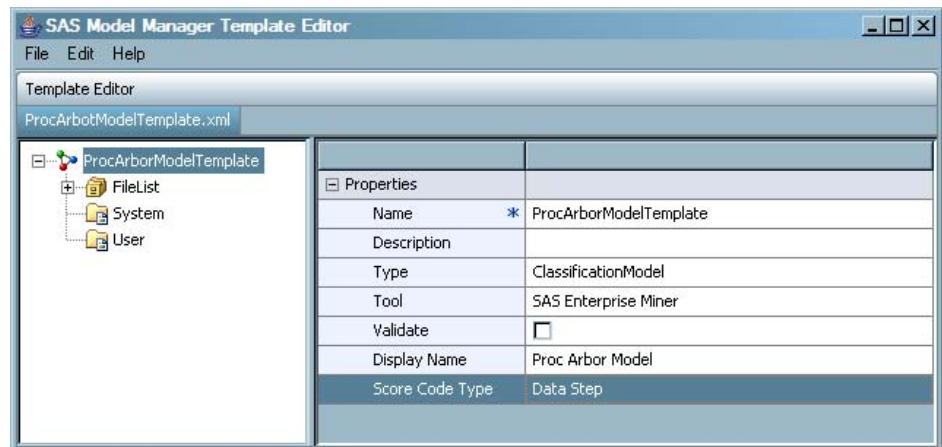 SAS Model Manager Template Editor
File Edit Help
Template Editor
ProcArbotModelTemplate.xml
ProcArborModelTemplate
FileList
System
User
Properties
Name * ProcArborModelTemplate
Description
Type ClassificationModel
Tool SAS Enterprise Miner
Validate
Display Name Proc Arbor Model
Score Code Type Data Step